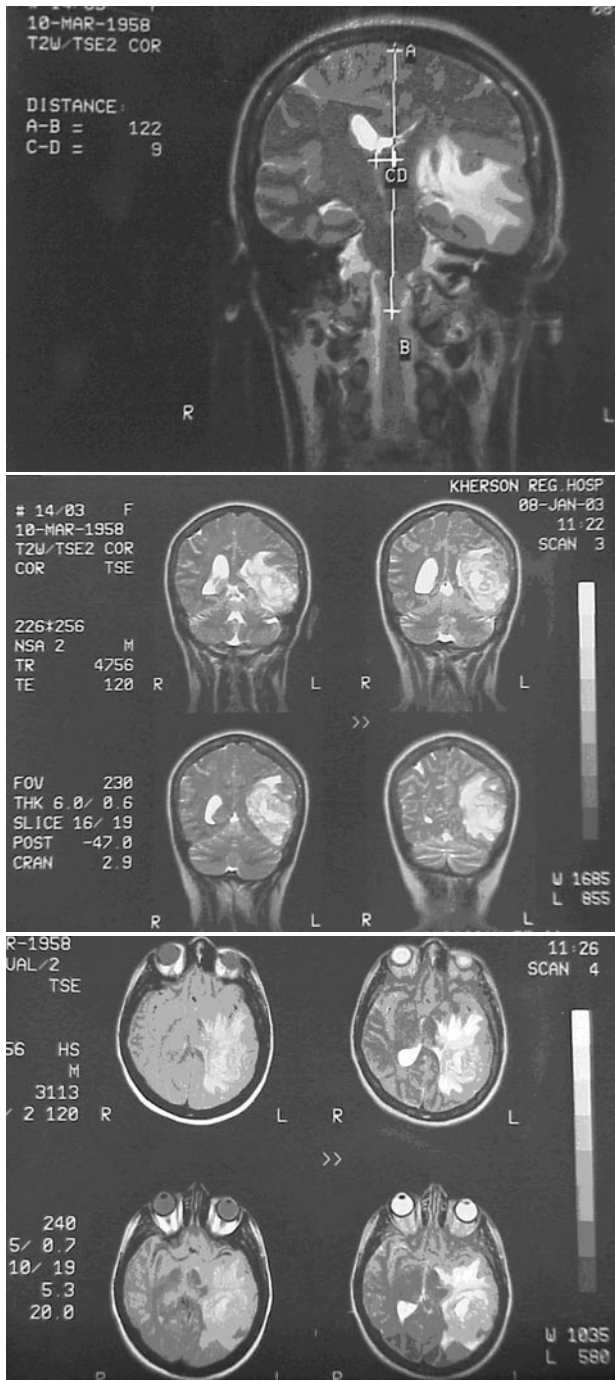 # 14/03 F
10-MAR-1958
T2W/TSE2 COR
DISTANCE:
A-B = 122
C-D = 9
A
CD
B
R
L
# 14/03 F
10-MAR-1958
T2W/TSE2 COR
COR TSE
226*256
NSA 2 M
TR 4756
TE 120
FOV 230
THK 6.0/ 0.6
SLICE 16/ 19
POST -47.0
CRAN 2.9
KHERSON REG.HOSP
08-JAN-03
11:22
SCAN 3
R L R L
>>
R L R L
W 1685
L 855
R-1958
UAL/2
TSE
56 HS
M
3113
/ 2 120
240
5/ 0.7
10/ 19
5.3
20.0
11:26
SCAN 4
R L R L
>>
W 1035
L 580